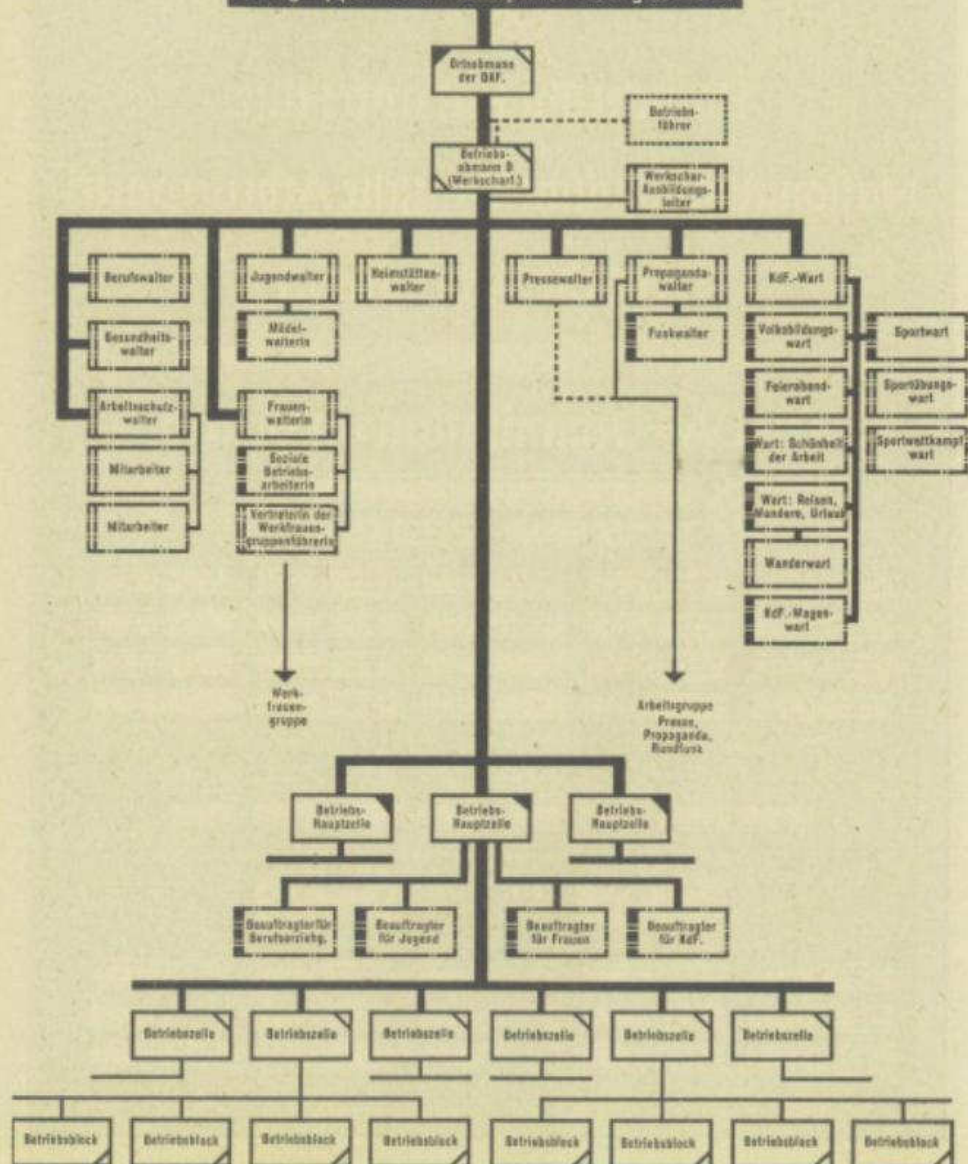 Ortsobmann
der DAF.
Betriebs-
führer
Betriebs-
obmann D
(Werkscharf.)
Werkschar-
Ausbildungs-
leiter
Berufswalter
Jugendwalter
Heimstätten-
walter
Pressewalter
Propaganda-
walter
KdF.-Wart
Gesundheits-
walter
Mädel-
walterin
Funkwalter
Volksbildungs-
wart
Sportwart
Arbeitsschutz-
walter
Frauen-
walterin
Feierabend-
wart
Sportübungs-
wart
Mitarbeiter
Soziale
Betriebs-
arbeiterin
Wart: Schönheit
der Arbeit
Sportwettkampf
wart
Mitarbeiter
Vertreterin der
Werkfrauen-
gruppenführerin
Wart: Reisen,
Wandern, Urlaub
Wanderwart
KdF.-Wagen-
wart
Werk-
frauen-
gruppe
Arbeitsgruppe
Presse,
Propaganda,
Rundfunk
Betriebs-
Hauptzelle
Betriebs-
Hauptzelle
Betriebs-
Hauptzelle
Beauftragter für
Berufserziehg.
Beauftragter
für Jugend
Beauftragter
für Frauen
Beauftragter
für KdF.
Betriebszelle
Betriebszelle
Betriebszelle
Betriebszelle
Betriebszelle
Betriebszelle
Betriebsblock
Betriebsblock
Betriebsblock
Betriebsblock
Betriebsblock
Betriebsblock
Betriebsblock
Betriebsblock